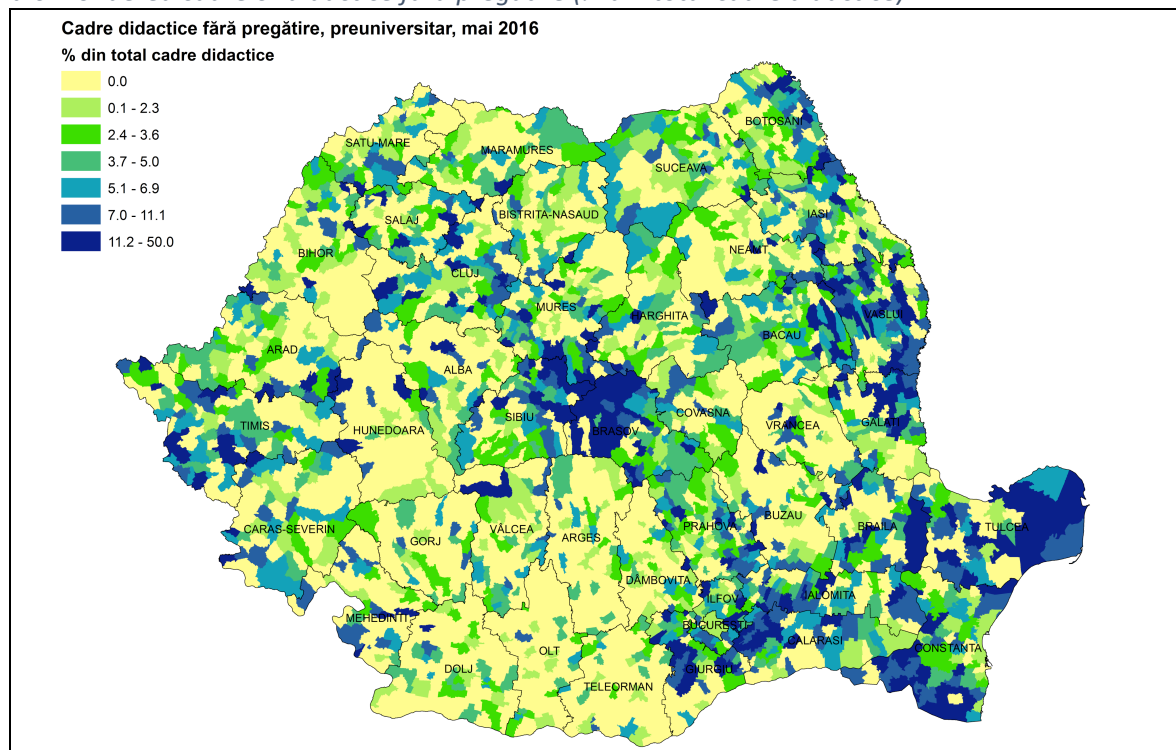 Cadre didactice fără pregătire, preuniversitar, mai 2016
% din total cadre didactice
0.0
0.1 - 2.3
2.4 - 3.6
3.7 - 5.0
5.1 - 6.9
7.0 - 11.1
11.2 - 50.0
BOTOSANI
SATU-MARE
MARAMURES
SUCEAVA
SALAJ
BISTRITA-NASAUD
IASI
BIHOR
NEAMT
CLUJ
MURES
HARGHITA
VASLUI
BACAU
ARAD
ALBA
SIBIU
COVASNA
TIMIS
HUNEDOARA
BRASOV
VRANCEA
GALATI
CARAS-SEVERIN
GORJ
VÂLCEA
ARGES
PRAHOVA
BUZAU
BRAILA
TULCEA
DÂMBOVITA
ILFOV
IALOMITA
MEHEDINTI
BUCURESTI
CALARASI
CONSTANTA
DOLJ
OLT
TELEORMAN
GIURGIU